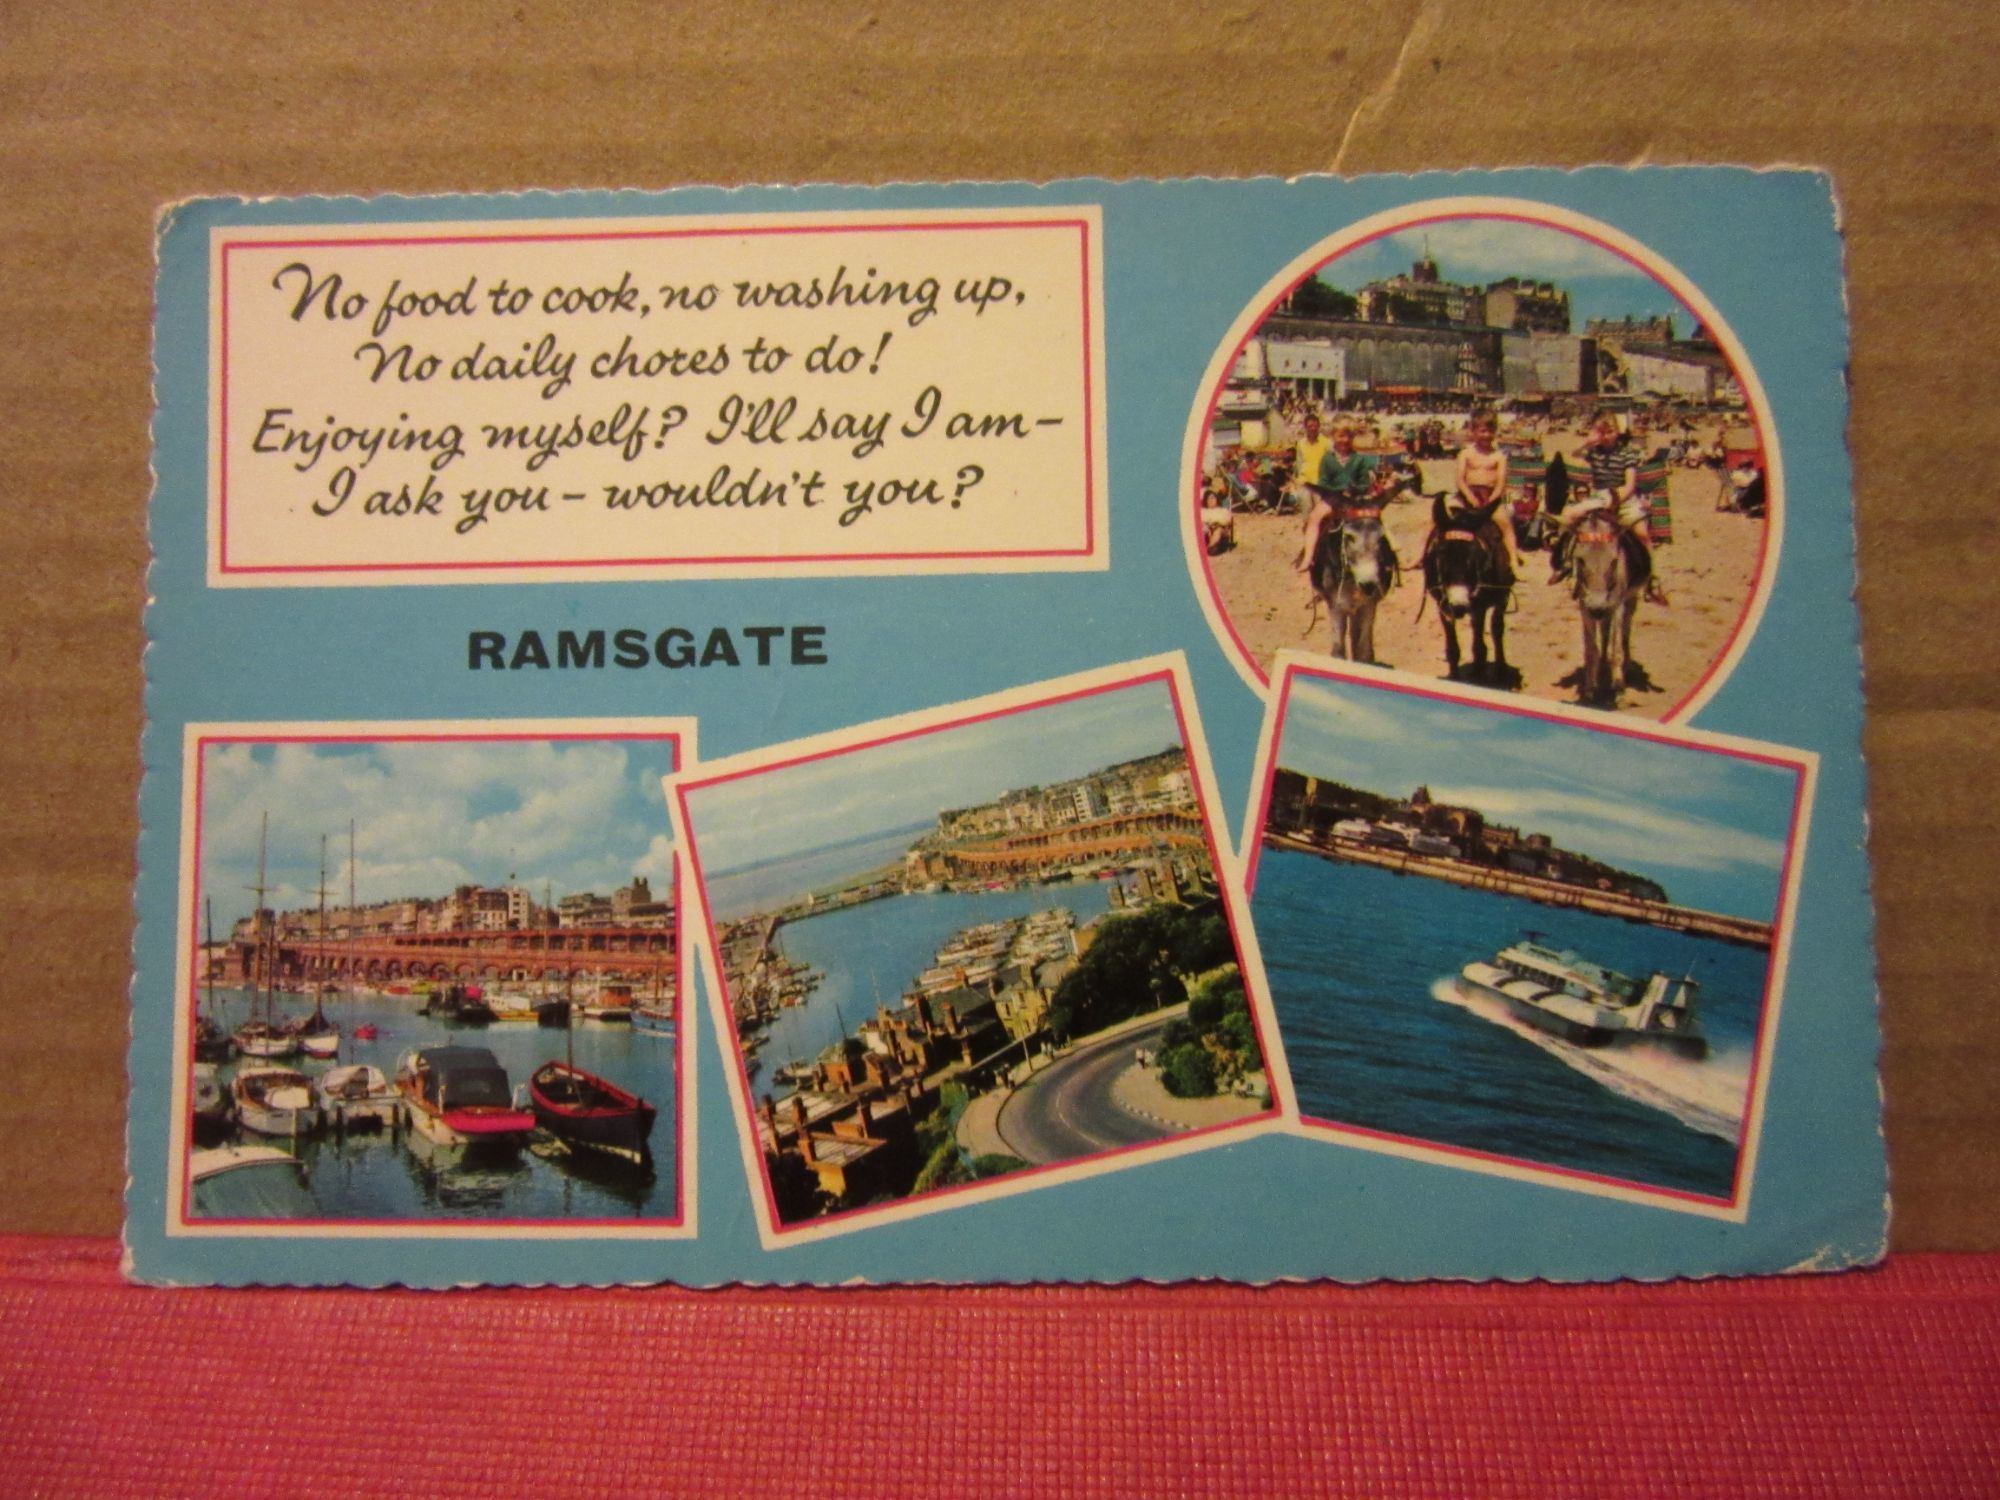 No food to cook, no washing up,
No daily chores to do!
Enjoying myself? I'll say I am –
I ask you – wouldn't you?
RAMSGATE